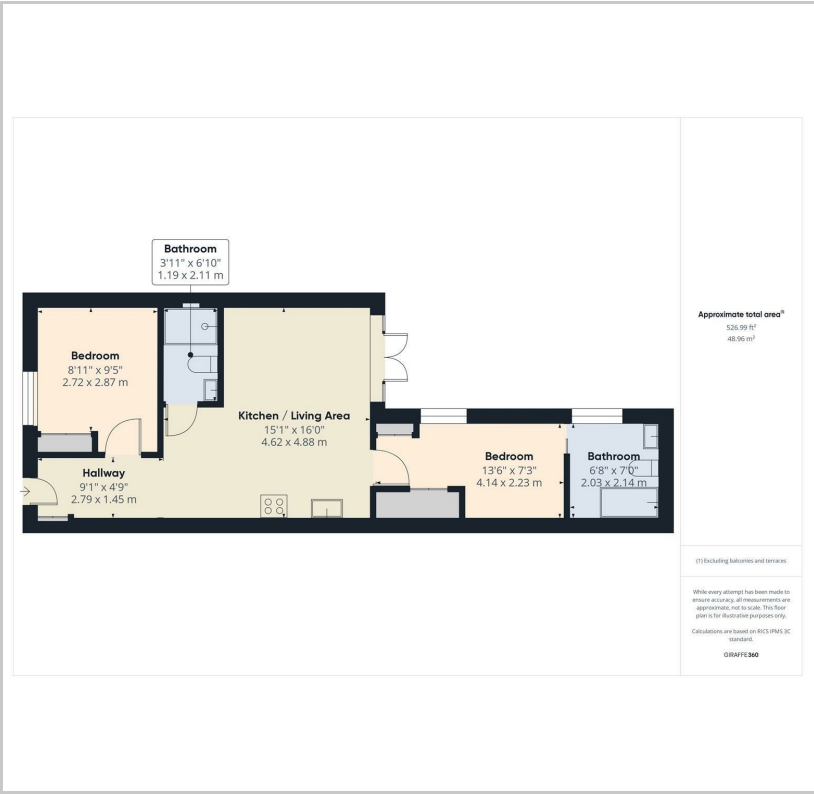 Bathroom
3'11" x 6'10"
1.19 x 2.11 m
Bedroom
8'11" x 9'5"
2.72 x 2.87 m
Kitchen / Living Area
15'1" x 16'0"
4.62 x 4.88 m
Hallway
9'1" x 4'9"
2.79 x 1.45 m
Bedroom
13'6" x 7'3"
4.14 x 2.23 m
Bathroom
6'8" x 7'0"
2.03 x 2.14 m
Approximate total area⁽¹⁾
526.99 ft²
48.96 m²
(1) Excluding balconies and terraces
While every attempt has been made to
ensure accuracy, all measurements are
approximate, not to scale. This floor
plan is for illustrative purposes only.
Calculations are based on RICS IPMS 3C
standard.
GIRAFFE360